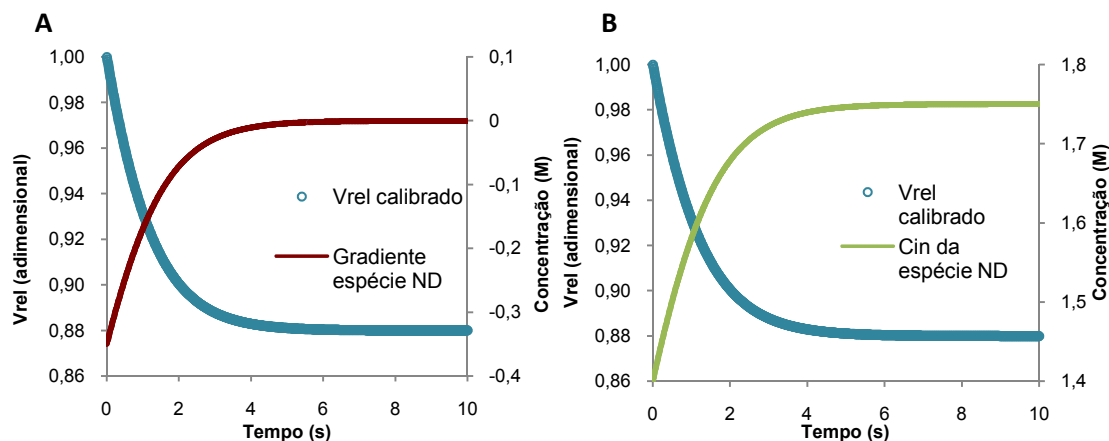 A
1,00
0,98
0,96
0,94
0,92
0,90
0,88
0,86
Vrel (adimensional)
0,1
0
-0,1
-0,2
-0,3
-0,4
Concentração (M)
Vrel calibrado
Gradiente
espécie ND
0 2 4 6 8 10
Tempo (s)
B
1,00
0,98
0,96
0,94
0,92
0,90
0,88
0,86
Vrel (adimensional)
1,8
1,7
1,6
1,5
1,4
Concentração (M)
Vrel
calibrado
Cin da
espécie ND
0 2 4 6 8 10
Tempo (s)